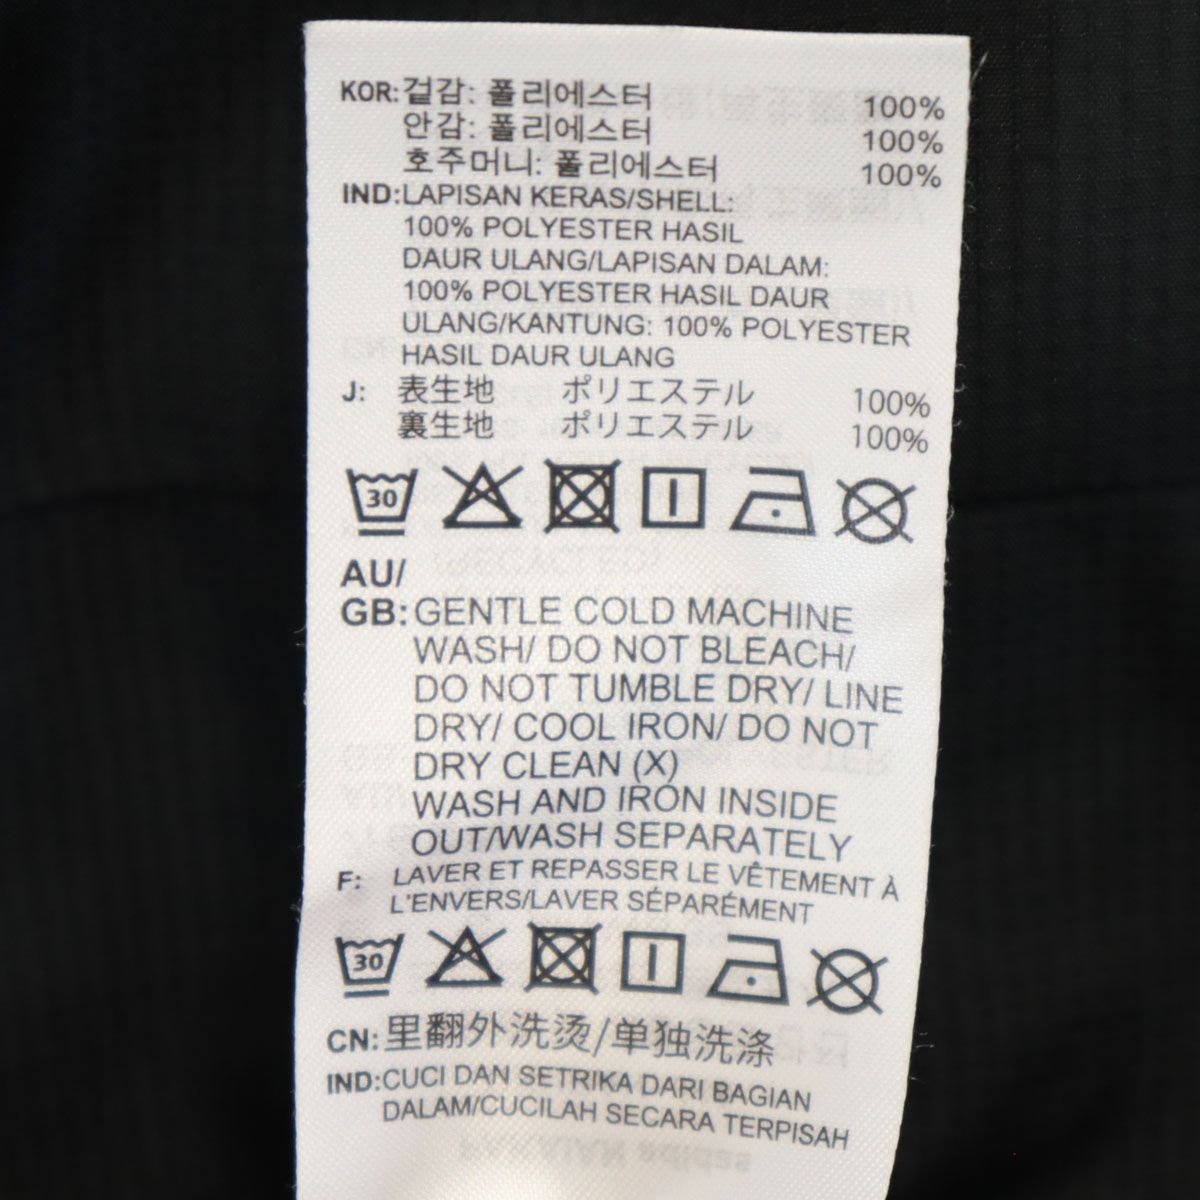 KOR: 겉감: 폴리에스터 100%
안감: 폴리에스터 100%
호주머니: 폴리에스터 100%
IND: LAPISAN KERAS/SHELL:
100% POLYESTER HASIL
DAUR ULANG/LAPISAN DALAM:
100% POLYESTER HASIL DAUR
ULANG/KANTUNG: 100% POLYESTER
HASIL DAUR ULANG
J: 表生地 ポリエステル 100%
裏生地 ポリエステル 100%
30
AU/
GB: GENTLE COLD MACHINE
WASH/ DO NOT BLEACH/
DO NOT TUMBLE DRY/ LINE
DRY/ COOL IRON/ DO NOT
DRY CLEAN (X)
WASH AND IRON INSIDE
OUT/WASH SEPARATELY
F: LAVER ET REPASSER LE VÊTEMENT À
L'ENVERS/LAVER SÉPARÉMENT
30
CN: 里翻外洗烫/单独洗涤
IND: CUCI DAN SETRIKA DARI BAGIAN
DALAM/CUCILAH SECARA TERPISAH